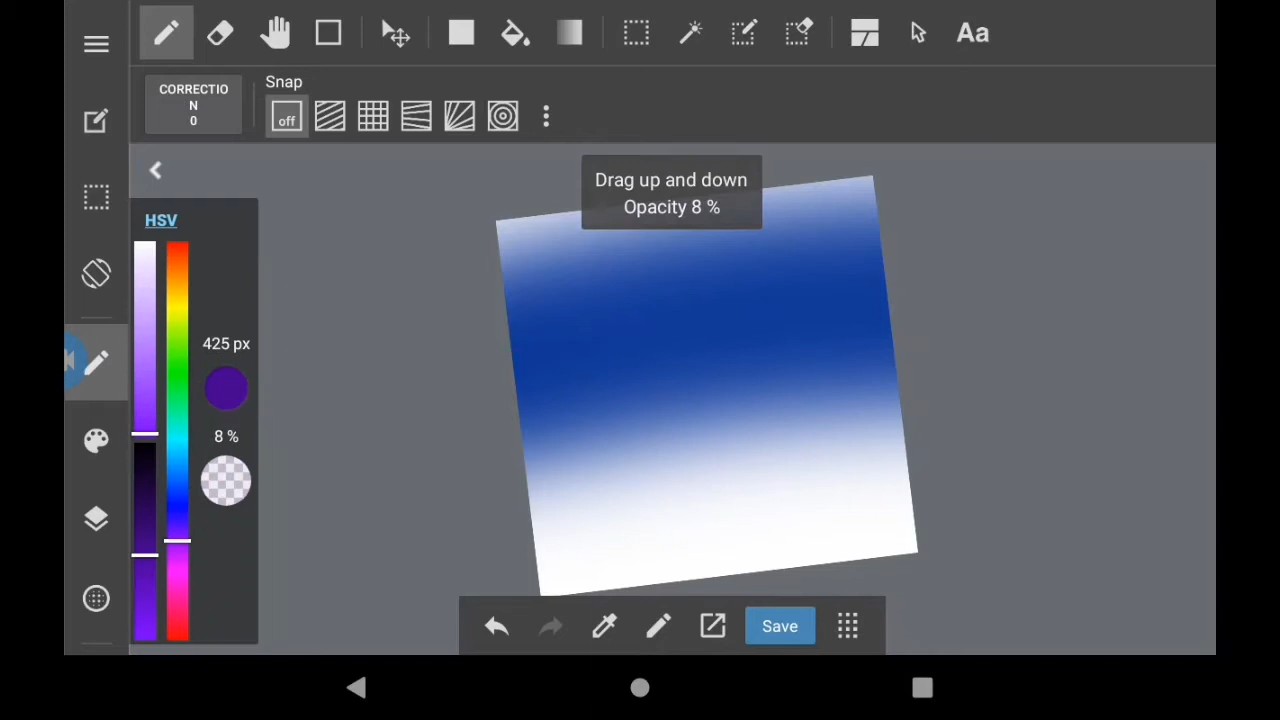 Aa
CORRECTIO
N
0
Snap
off
Drag up and down
Opacity 8 %
HSV
425 px
8 %
Save